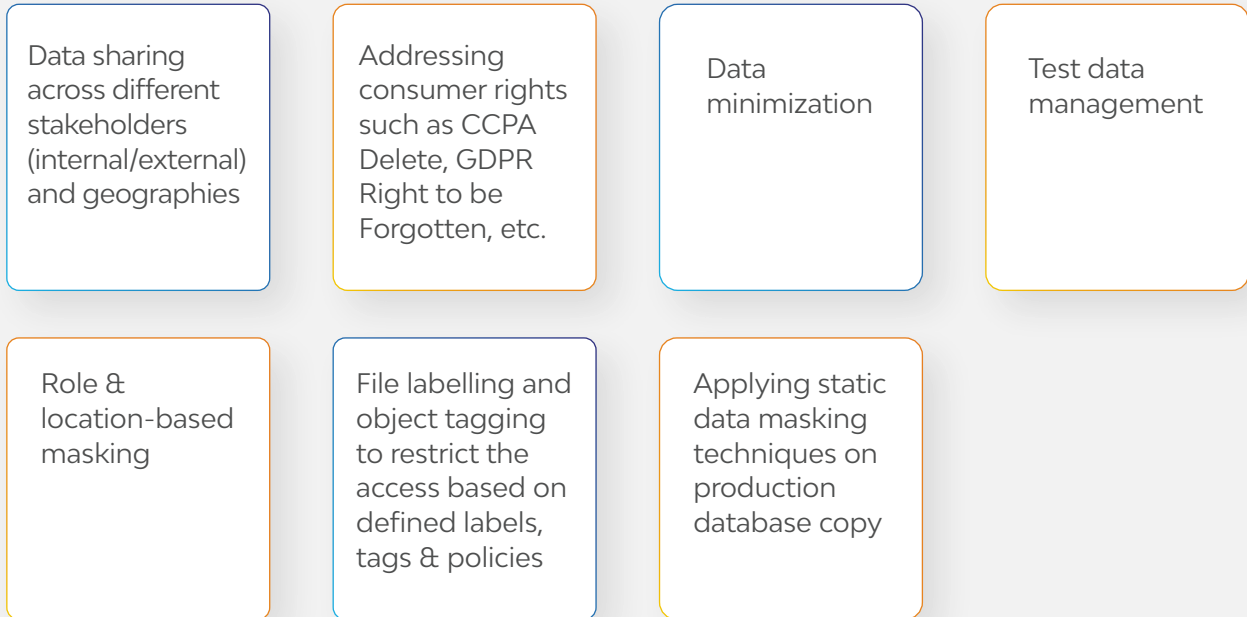 Data sharing
across different
stakeholders
(internal/external)
and geographies
Addressing
consumer rights
such as CCPA
Delete, GDPR
Right to be
Forgotten, etc.
Data
minimization
Test data
management
Role &
location-based
masking
File labelling and
object tagging
to restrict the
access based on
defined labels,
tags & policies
Applying static
data masking
techniques on
production
database copy